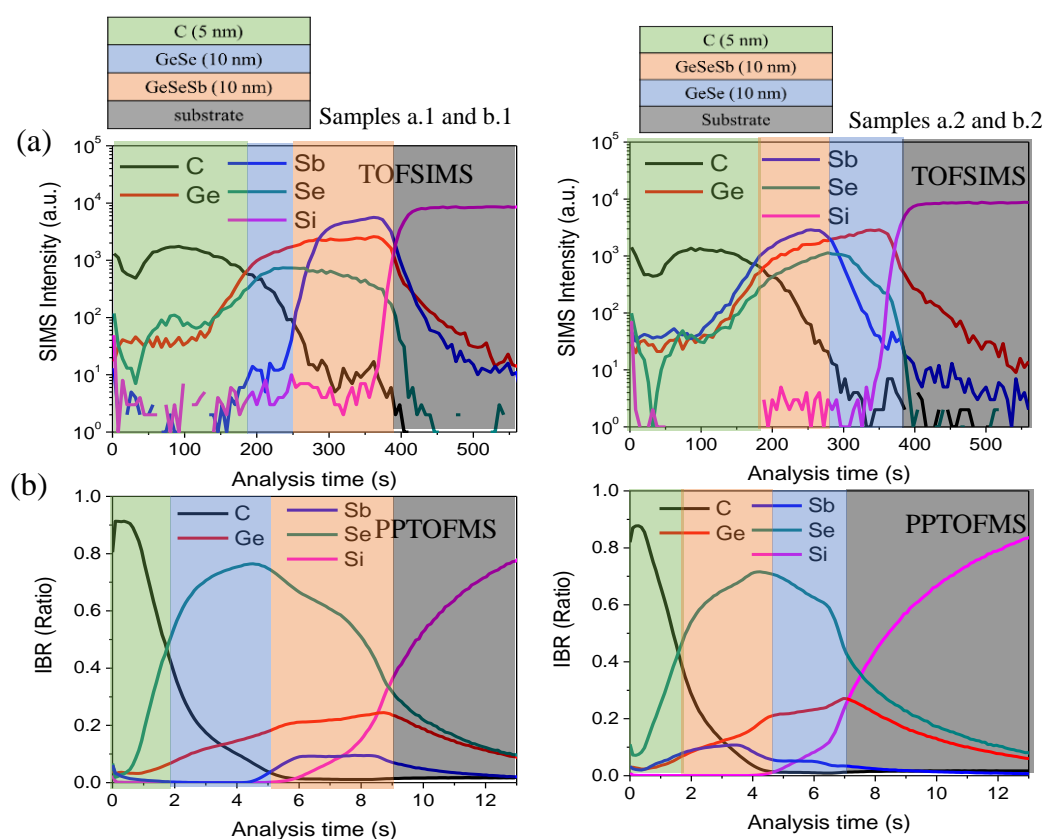 C (5 nm)
GeSe (10 nm)
GeSeSb (10 nm)
substrate
Samples a.1 and b.1
C (5 nm)
GeSeSb (10 nm)
GeSe (10 nm)
Substrate
Samples a.2 and b.2
(a)
SIMS Intensity (a.u.)
10^5
10^4
10^3
10^2
10^1
10^0
C
Ge
Sb
Se
Si
TOFSIMS
0 100 200 300 400 500
Analysis time (s)
SIMS Intensity (a.u.)
10^5
10^4
10^3
10^2
10^1
10^0
C
Ge
Sb
Se
Si
TOFSIMS
0 100 200 300 400 500
Analysis time (s)
(b)
IBR (Ratio)
1.0
0.8
0.6
0.4
0.2
0.0
C
Ge
Sb
Se
Si
PPTOFMS
0 2 4 6 8 10 12
Analysis time (s)
IBR (Ratio)
1.0
0.8
0.6
0.4
0.2
0.0
C
Ge
Sb
Se
Si
PPTOFMS
0 2 4 6 8 10 12
Analysis time (s)